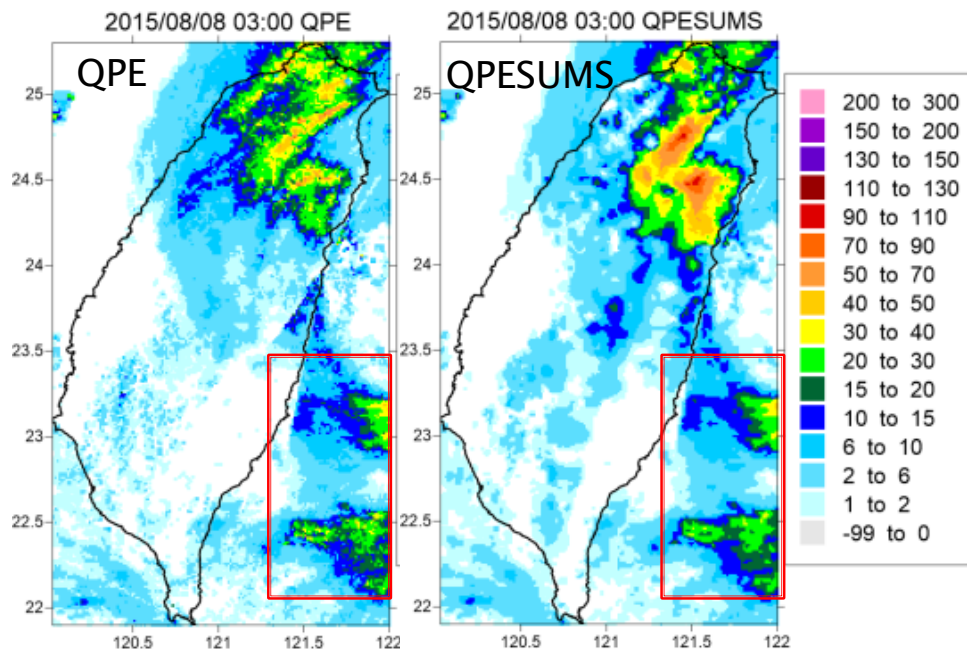 2015/08/08 03:00 QPE
2015/08/08 03:00 QPESUMS
QPE
QPESUMS
25
24.5
24
23.5
23
22.5
22
120.5 121 121.5 122
25
24.5
24
23.5
23
22.5
22
120.5 121 121.5 122
200 to 300
150 to 200
130 to 150
110 to 130
90 to 110
70 to 90
50 to 70
40 to 50
30 to 40
20 to 30
15 to 20
10 to 15
6 to 10
2 to 6
1 to 2
-99 to 0